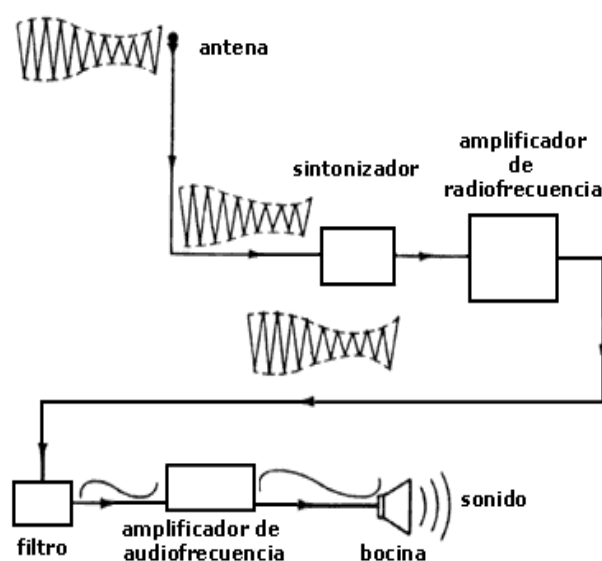 antena
sintonizador
amplificador
de
radiofrecuencia
filtro
amplificador de
audiofrecuencia
bocina
sonido